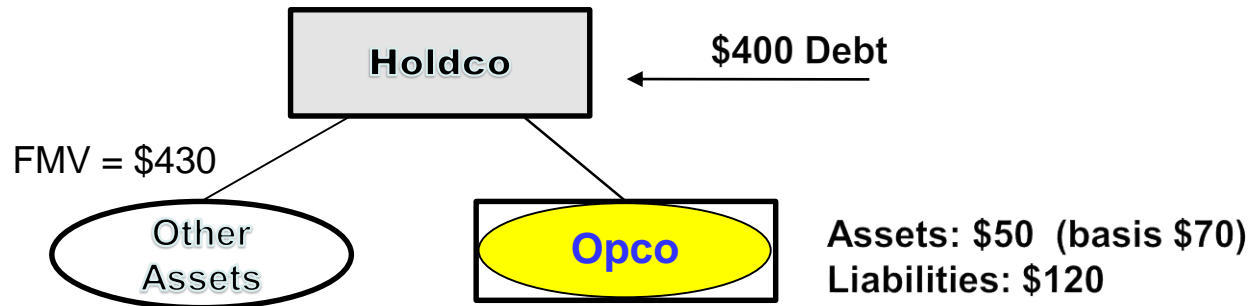 Holdco
$400 Debt
FMV = $430
Other
Assets
Opco
Assets: $50 (basis $70)
Liabilities: $120